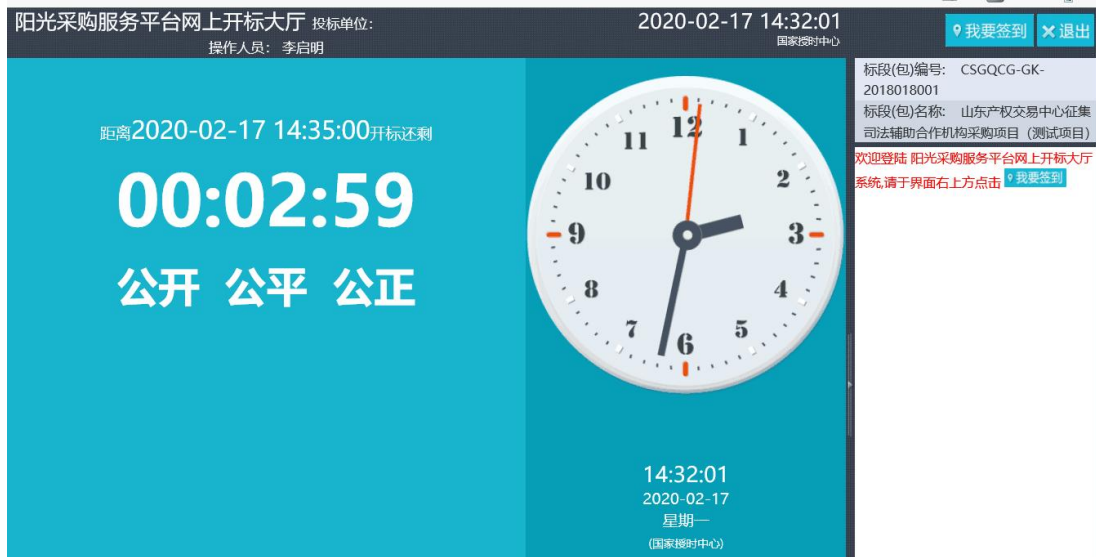 阳光采购服务平台网上开标大厅 投标单位:
操作人员: 李启明
2020-02-17 14:32:01
国家授时中心
我要签到 退出
距离2020-02-17 14:35:00开标还剩
00:02:59
公开 公平 公正
12
1
2
3
4
5
6
7
8
9
10
11
14:32:01
2020-02-17
星期一
(国家授时中心)
标段(包)编号: CSGQCG-GK-
2018018001
标段(包)名称: 山东产权交易中心征集
司法辅助合作机构采购项目 (测试项目)
欢迎登陆 阳光采购服务平台网上开标大厅
系统,请于界面右上方点击 我要签到